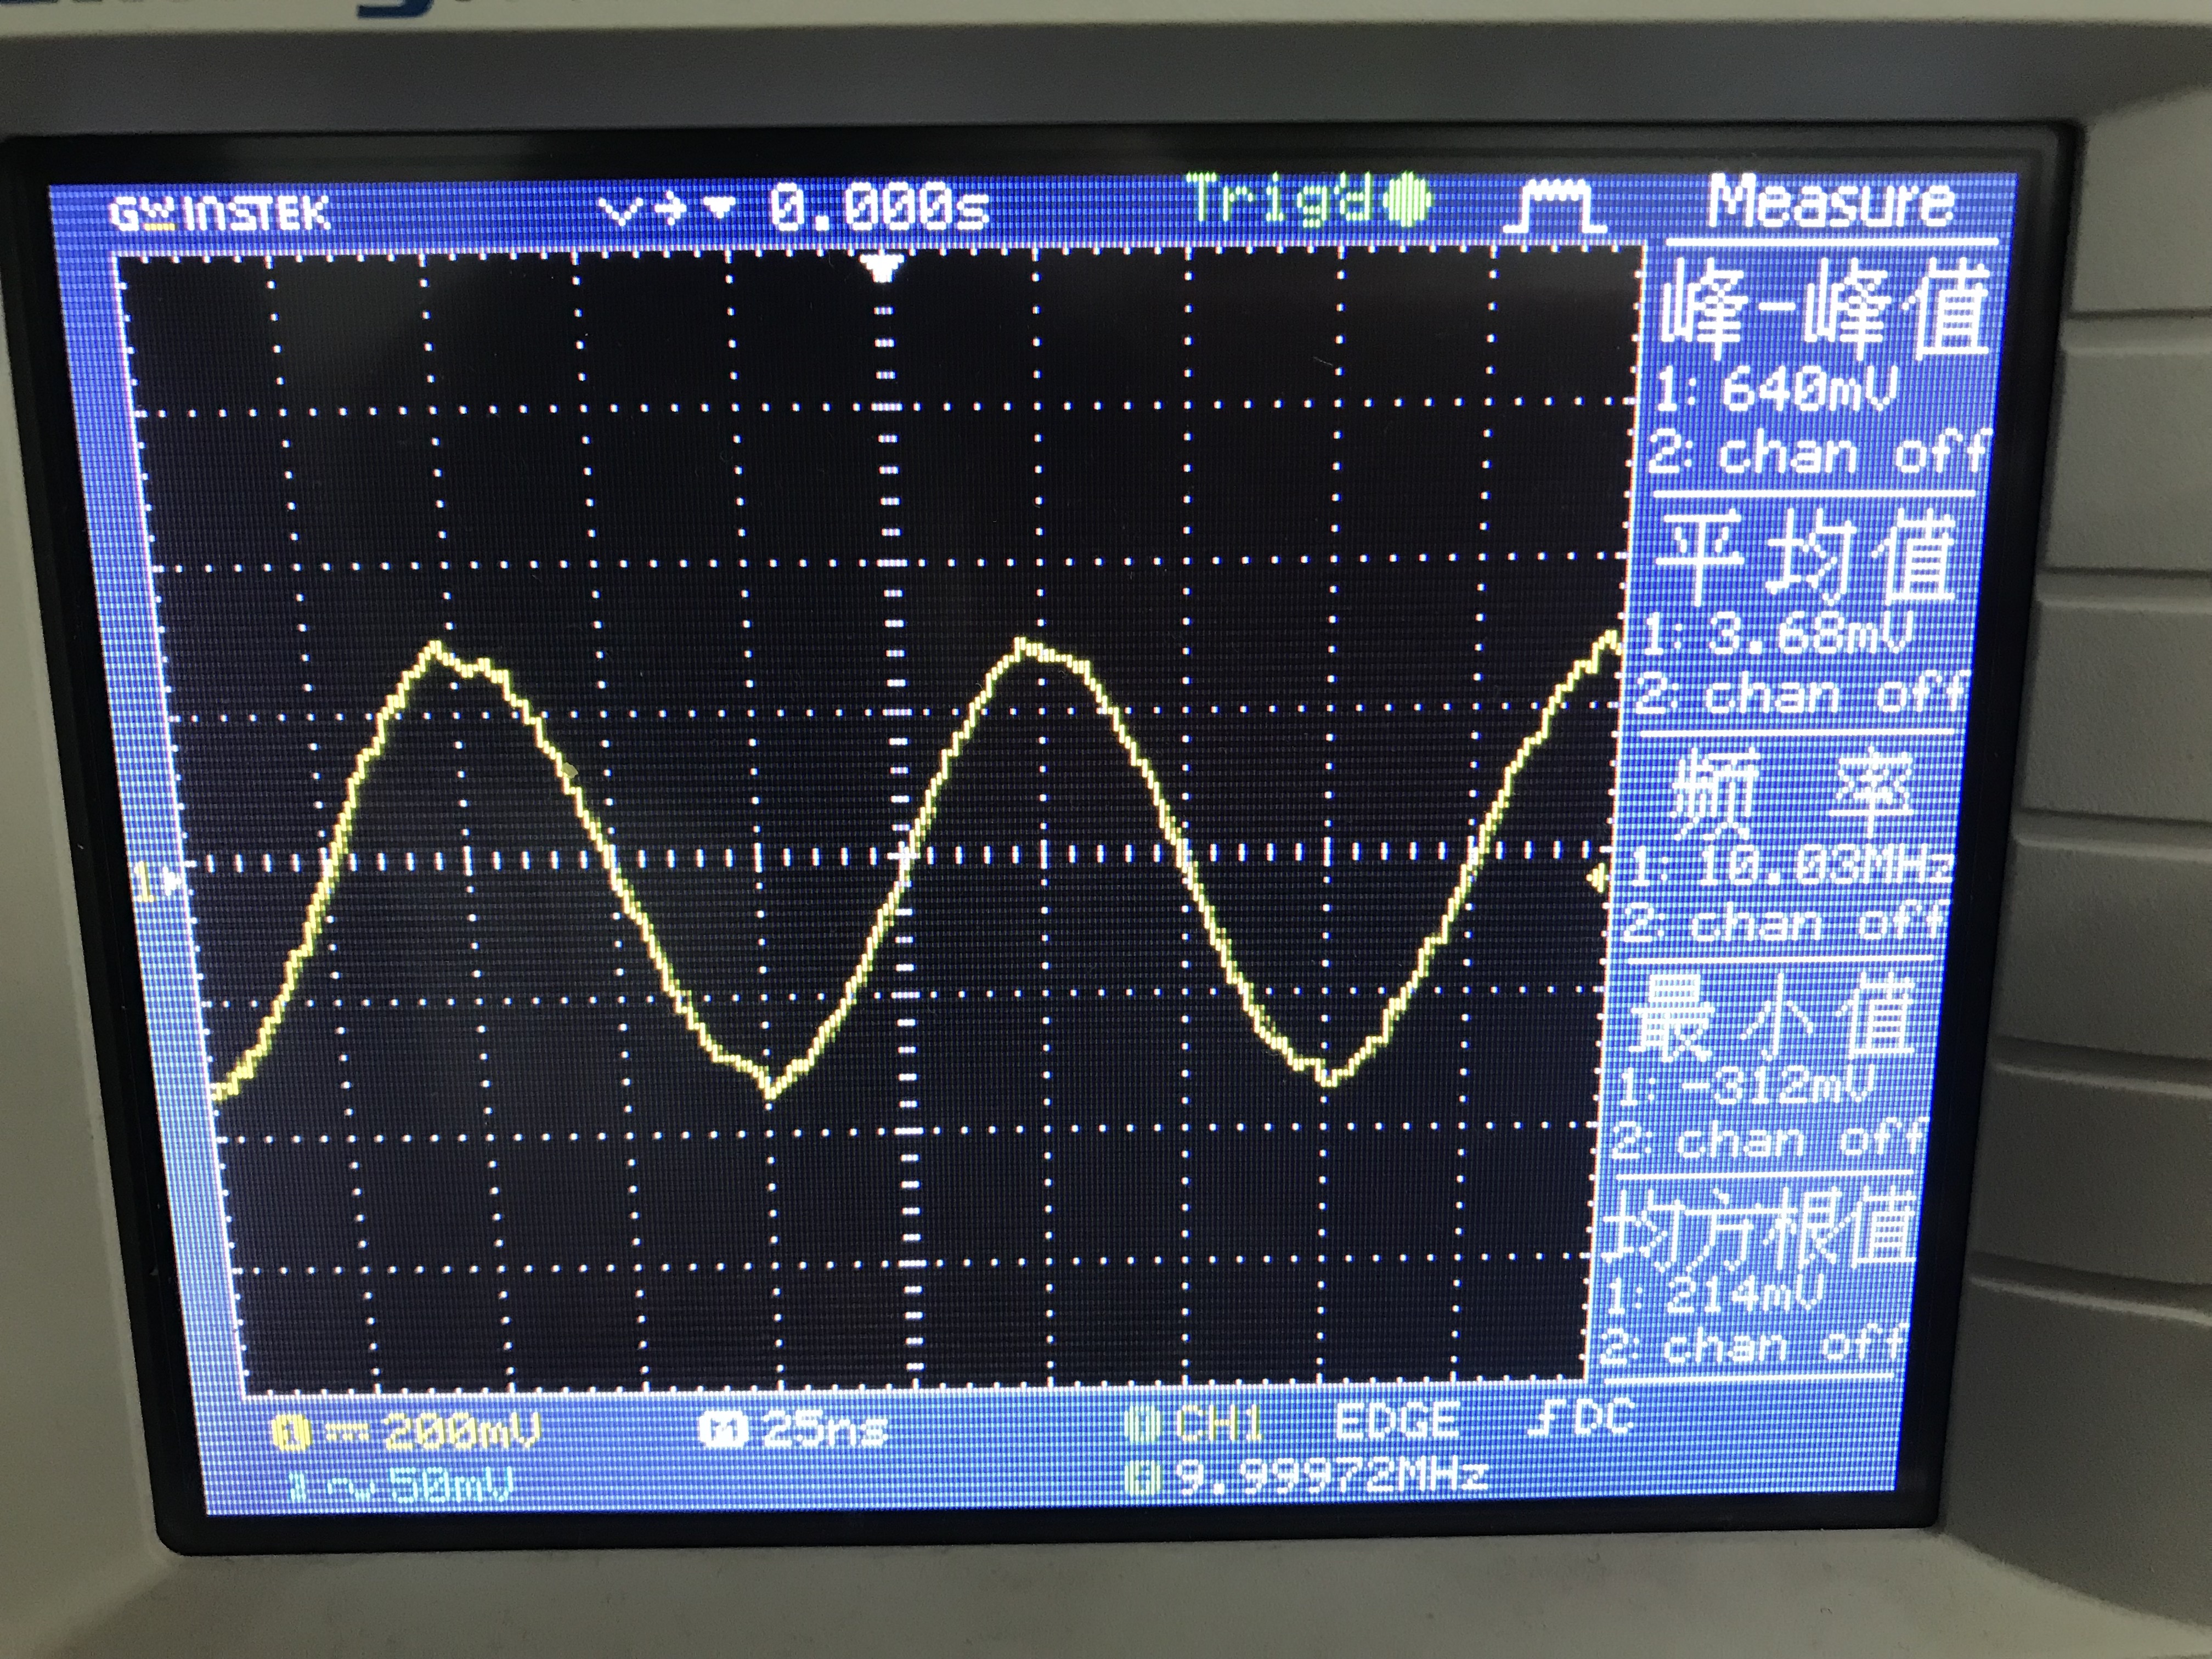 GWINSTEK 0.000s Trig'd Measure
峰-峰值
1: 640mV
2: chan off
平均值
1: 3.68mV
2: chan off
频 率
1: 10.03MHz
2: chan off
最小值
1: -312mV
2: chan off
均方根值
1: 214mV
2: chan off
1
1 200mV M 25ns CH1 EDGE DC
2 50mV 9.99972MHz